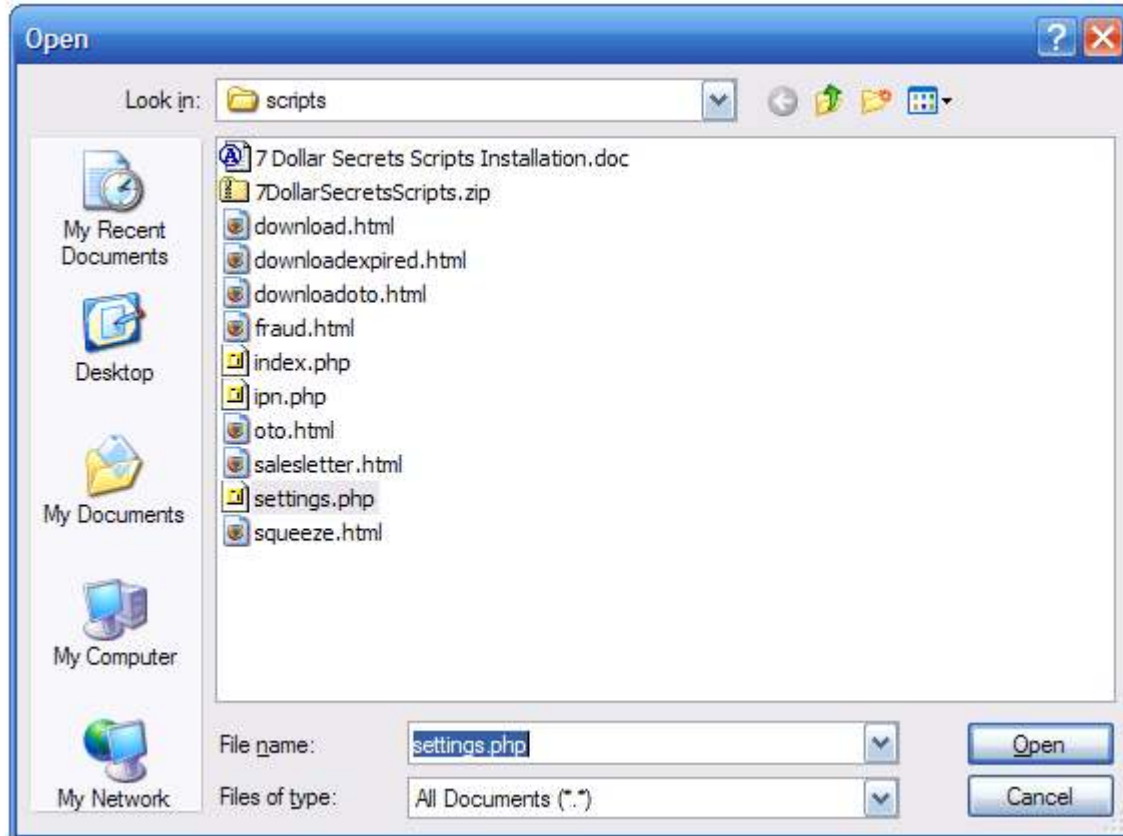 Open
Look in:
scripts
My Recent
Documents
Desktop
My Documents
My Computer
My Network
7 Dollar Secrets Scripts Installation.doc
7DollarSecretsScripts.zip
download.html
downloadexpired.html
downloadoto.html
fraud.html
index.php
ipn.php
oto.html
salesletter.html
settings.php
squeeze.html
File name:
settings.php
Open
Files of type:
All Documents (*.*)
Cancel